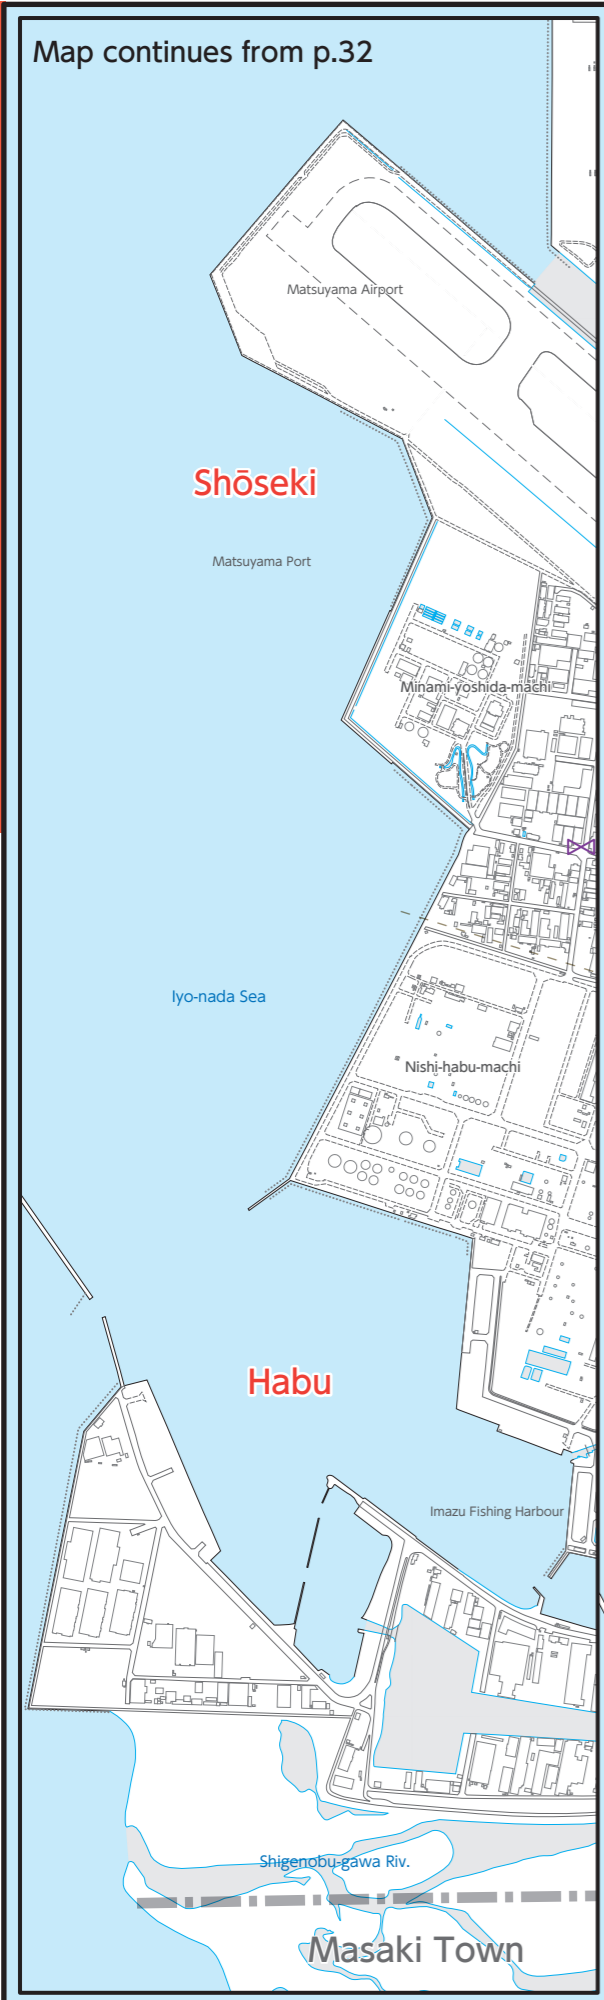 Map continues from p.32
Matsuyama Airport
Shōseki
Matsuyama Port
Minami-yoshida-machi
Iyo-nada Sea
Nishi-habu-machi
Habu
Imazu Fishing Harbour
Shigenobu-gawa Riv.
Masaki Town